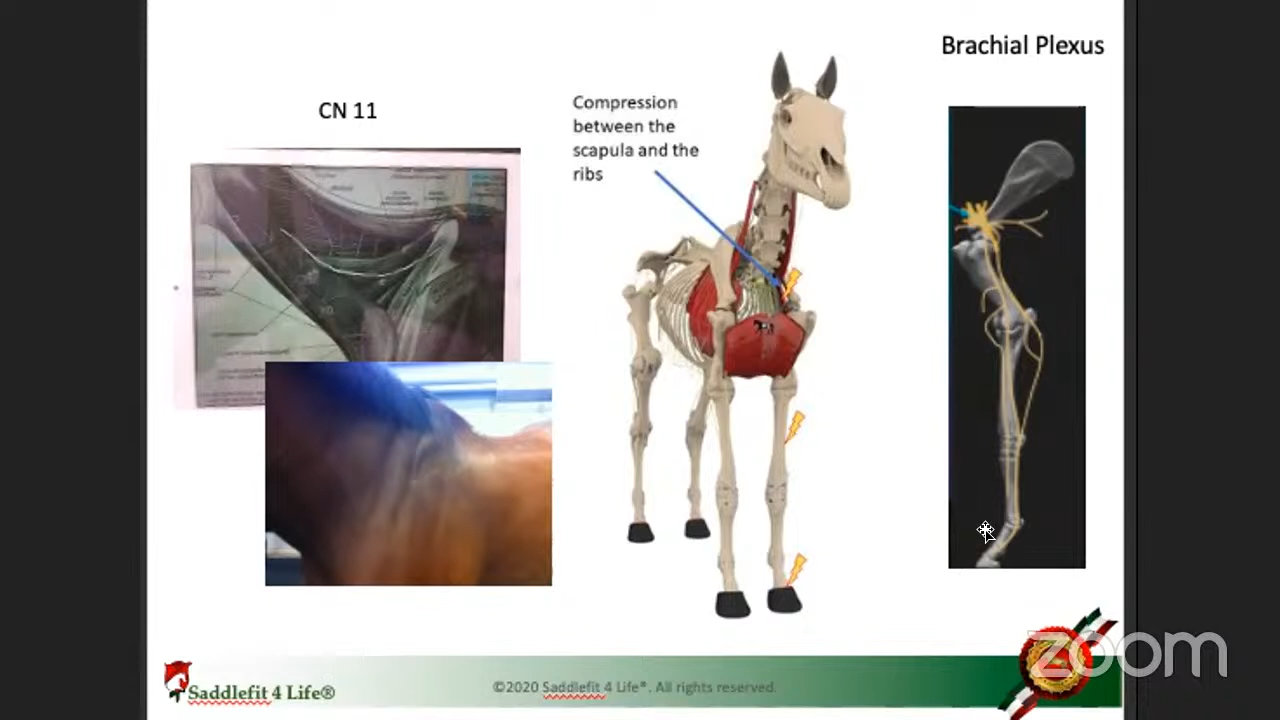 Brachial Plexus
CN 11
Compression
between the
scapula and the
ribs
Saddlefit 4 Life®
©2020 Saddlefit 4 Life®. All rights reserved.
zoom